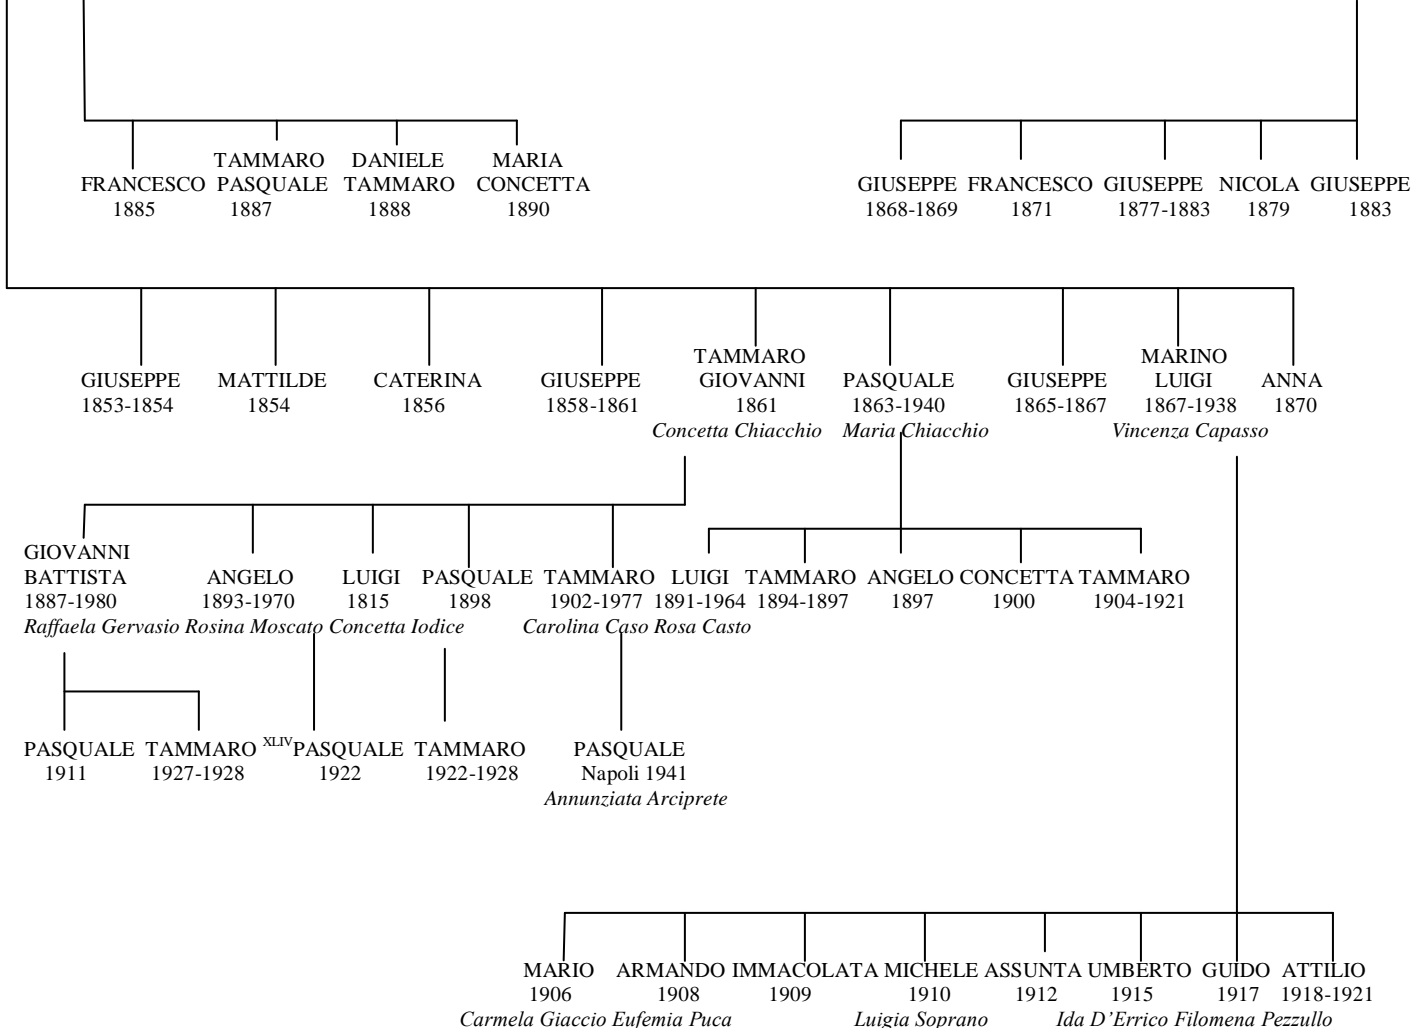 TAMMARO DANIELE MARIA
FRANCESCO PASQUALE TAMMARO CONCETTA GIUSEPPE FRANCESCO GIUSEPPE NICOLA GIUSEPPE
1885 1887 1888 1890 1868-1869 1871 1877-1883 1879 1883
TAMMARO MARINO
GIUSEPPE MATTILDE CATERINA GIUSEPPE GIOVANNI PASQUALE GIUSEPPE LUIGI ANNA
1853-1854 1854 1856 1858-1861 1861 1863-1940 1865-1867 1867-1938 1870
Concetta Chiacchio Maria Chiacchio Vincenza Capasso
GIOVANNI
BATTISTA ANGELO LUIGI PASQUALE TAMMARO LUIGI TAMMARO ANGELO CONCETTA TAMMARO
1887-1980 1893-1970 1815 1898 1902-1977 1891-1964 1894-1897 1897 1900 1904-1921
Raffaela Gervasio Rosina Moscato Concetta Iodice Carolina Caso Rosa Casto
PASQUALE TAMMARO XLIV PASQUALE TAMMARO PASQUALE
1911 1927-1928 1922 1922-1928 Napoli 1941
Annunziata Arciprete
MARIO ARMANDO IMMACOLATA MICHELE ASSUNTA UMBERTO GUIDO ATTILIO
1906 1908 1909 1910 1912 1915 1917 1918-1921
Carmela Giaccio Eufemia Puca Luigia Soprano Ida D'Errico Filomena Pezzullo